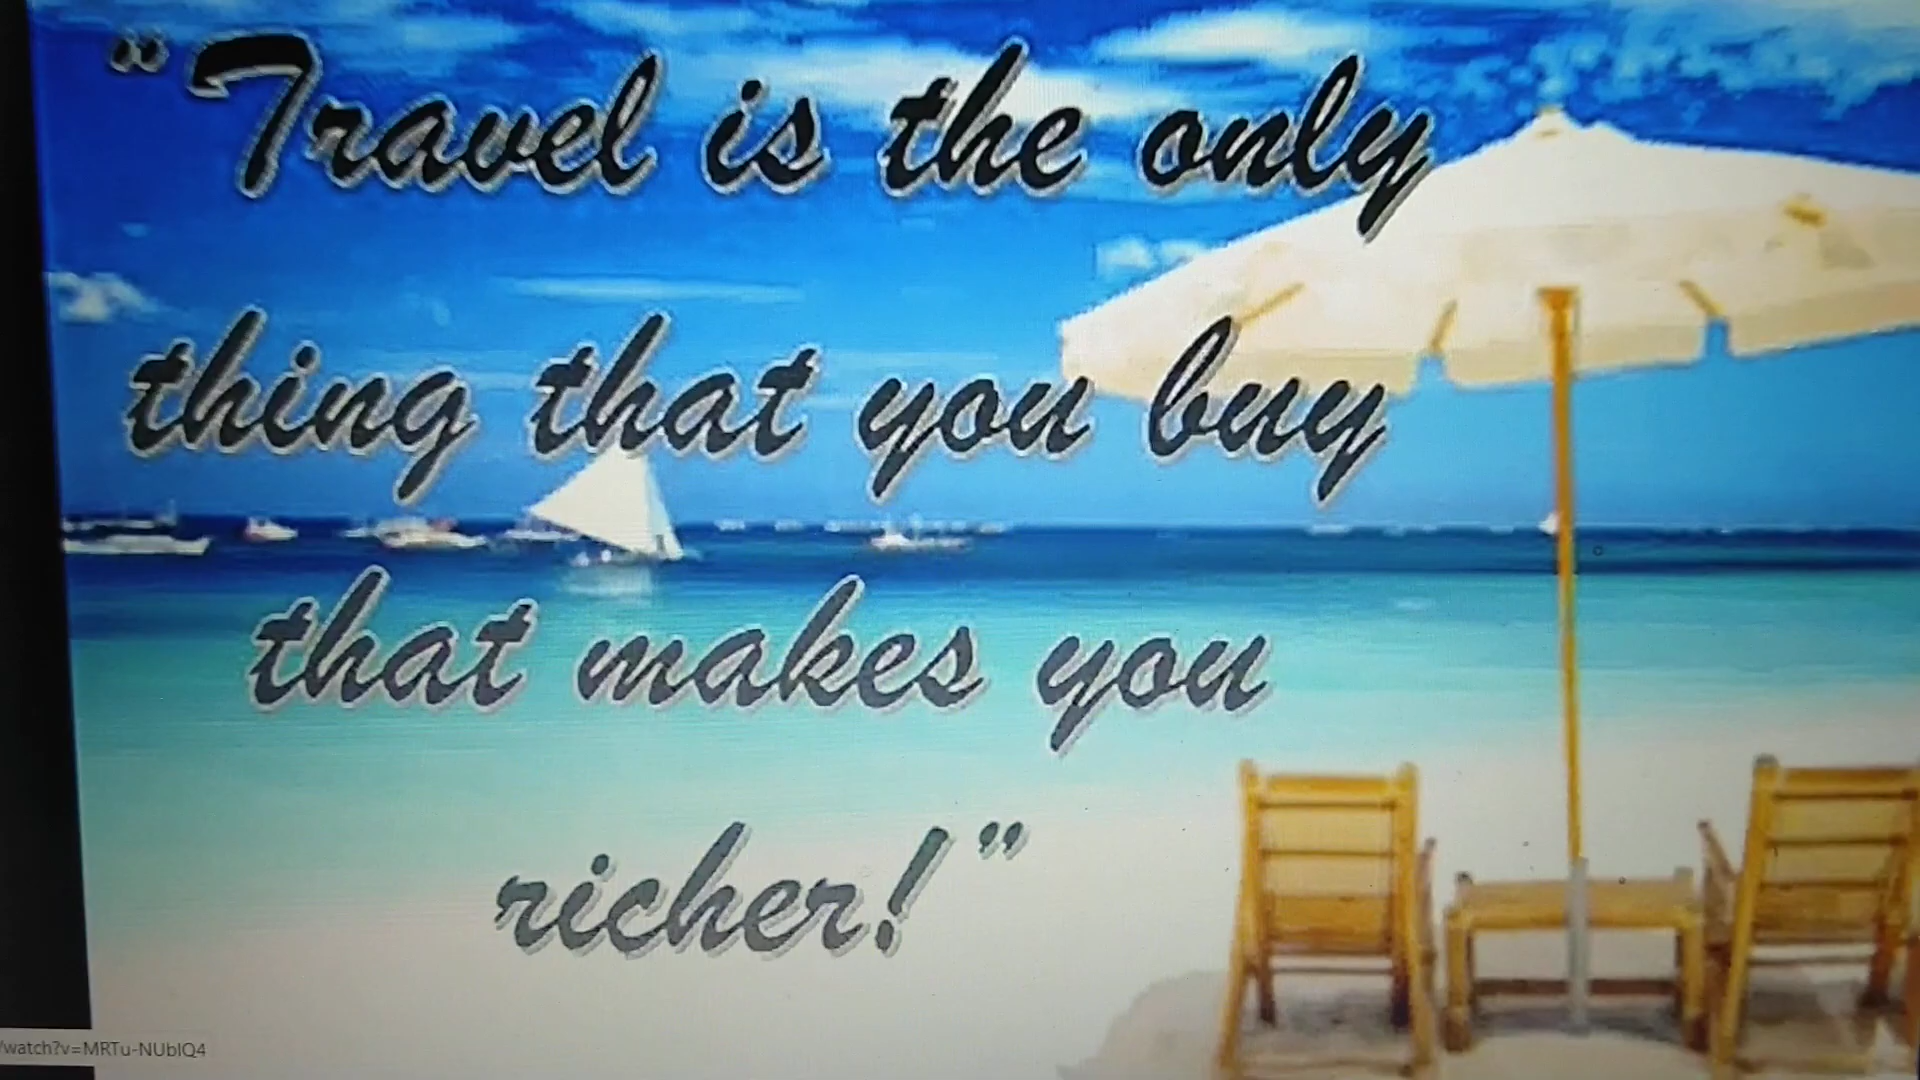 “Travel is the only
thing that you buy
that makes you
richer!”
/watch?v=MRTu-NUbIQ4